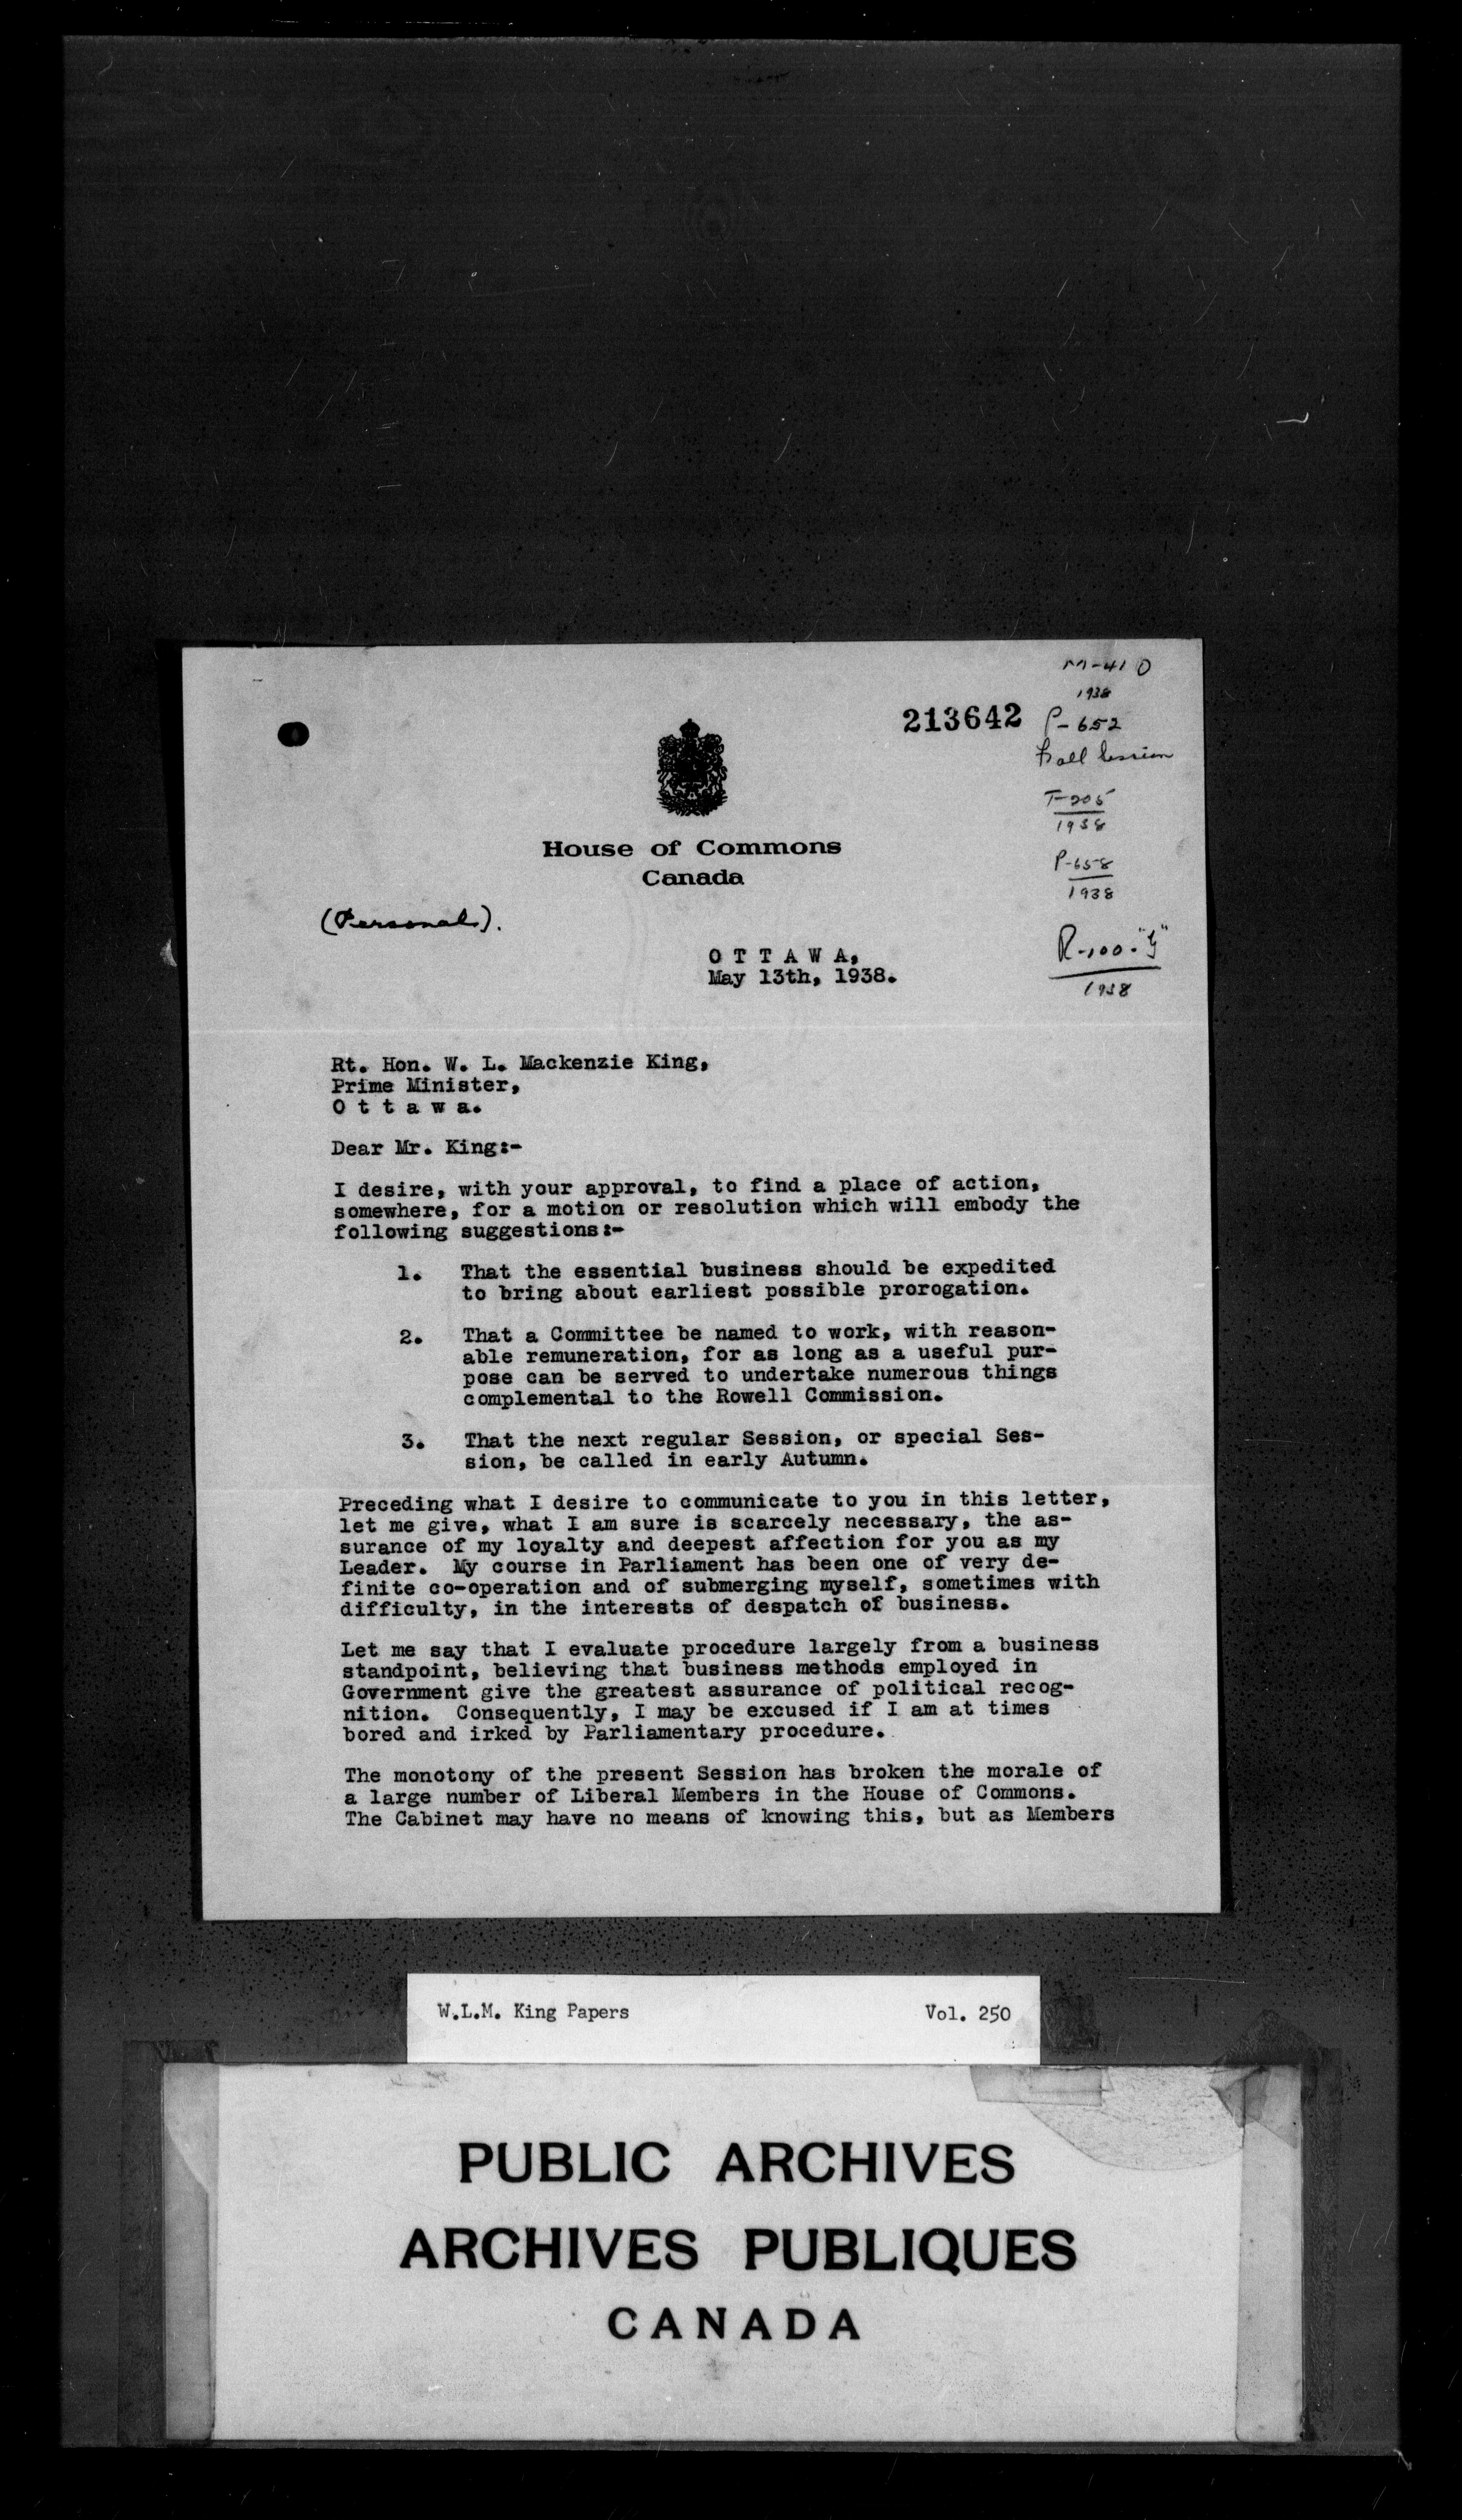 M-410
1938
213642
P-652
Fall Session
T-205
1938
House of Commons
Canada
P-658
1938
(Personal).
R-100-"G"
1938
O T T A W A,
May 13th, 1938.
Rt. Hon. W. L. Mackenzie King,
Prime Minister,
O t t a w a.
Dear Mr. King:-
I desire, with your approval, to find a place of action,
somewhere, for a motion or resolution which will embody the
following suggestions:-
1. That the essential business should be expedited
to bring about earliest possible prorogation.
2. That a Committee be named to work, with reason-
able remuneration, for as long as a useful pur-
pose can be served to undertake numerous things
complemental to the Rowell Commission.
3. That the next regular Session, or special Ses-
sion, be called in early Autumn.
Preceding what I desire to communicate to you in this letter,
let me give, what I am sure is scarcely necessary, the as-
surance of my loyalty and deepest affection for you as my
Leader. My course in Parliament has been one of very de-
finite co-operation and of submerging myself, sometimes with
difficulty, in the interests of despatch of business.
Let me say that I evaluate procedure largely from a business
standpoint, believing that business methods employed in
Government give the greatest assurance of political recog-
nition. Consequently, I may be excused if I am at times
bored and irked by Parliamentary procedure.
The monotony of the present Session has broken the morale of
a large number of Liberal Members in the House of Commons.
The Cabinet may have no means of knowing this, but as Members
W.L.M. King Papers Vol. 250
PUBLIC ARCHIVES
ARCHIVES PUBLIQUES
CANADA